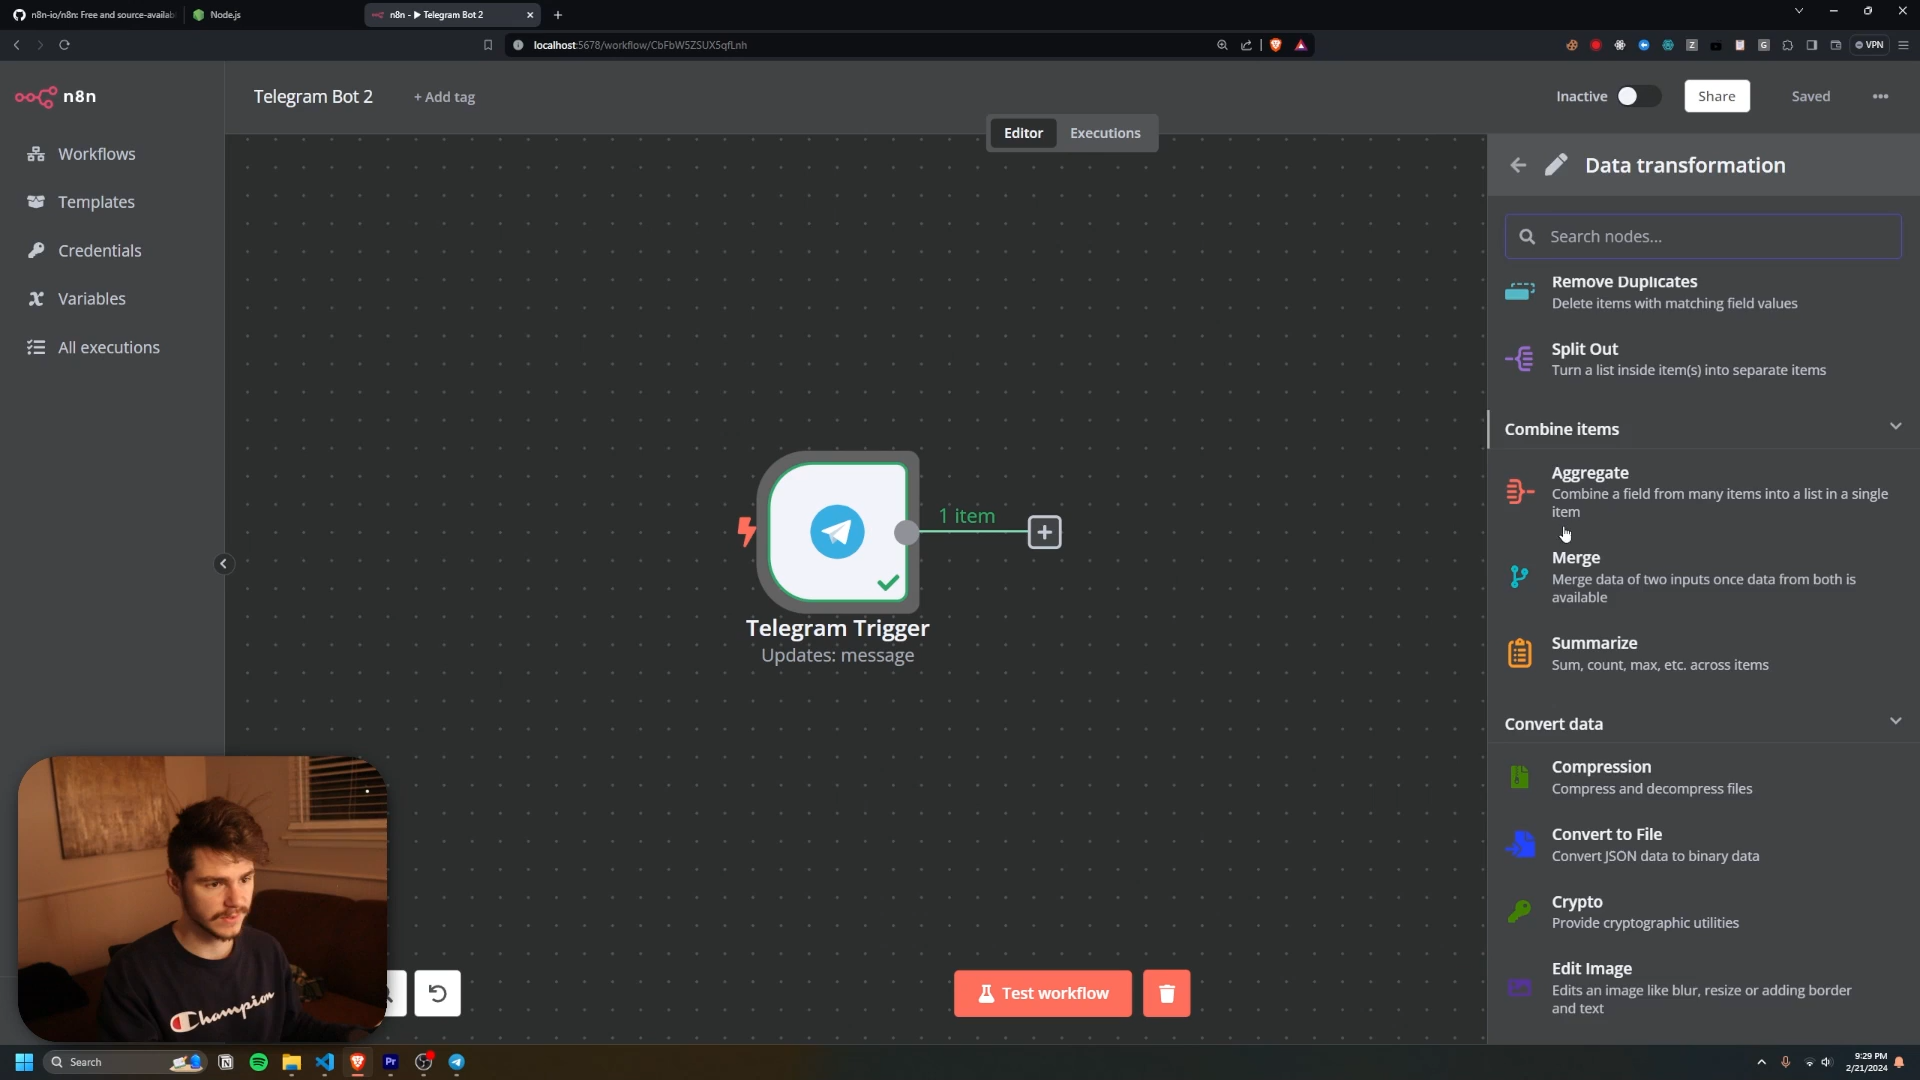 n8n-io/n8n: Free and source-availab
Node.js
n8n - ▶ Telegram Bot 2
localhost:5678/workflow/CbFbW5ZSUX5qfLnh
VPN
n8n
Telegram Bot 2
+ Add tag
Inactive
Share
Saved
Editor
Executions
Workflows
Templates
Credentials
Variables
All executions
1 item
Telegram Trigger
Updates: message
Test workflow
Data transformation
Search nodes...
Remove Duplicates
Delete items with matching field values
Split Out
Turn a list inside item(s) into separate items
Combine items
Aggregate
Combine a field from many items into a list in a single
item
Merge
Merge data of two inputs once data from both is
available
Summarize
Sum, count, max, etc. across items
Convert data
Compression
Compress and decompress files
Convert to File
Convert JSON data to binary data
Crypto
Provide cryptographic utilities
Edit Image
Edits an image like blur, resize or adding border
and text
Champion
Search
Pr
9:29 PM
2/21/2024